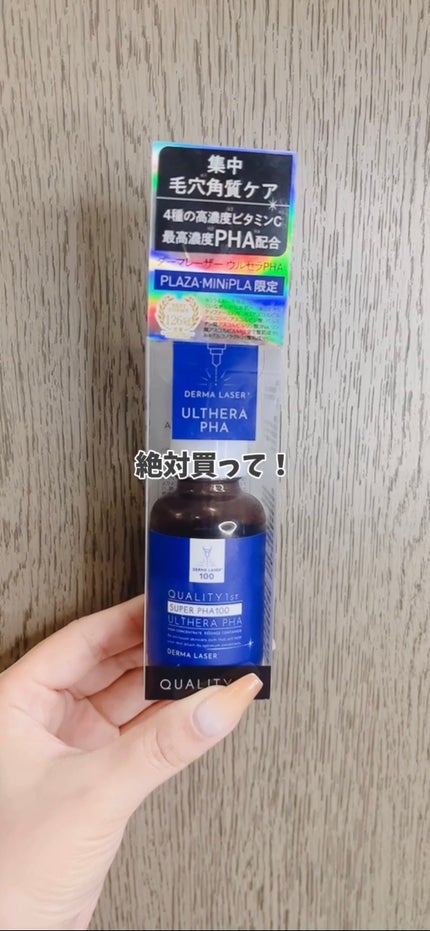 集中
毛穴角質ケア
4種の高濃度ビタミンC
最高濃度PHA配合
ダーマレーザー ウルセラPHA
PLAZA・MINiPLA 限定
DERMA LASER
ULTHERA
PHA
絶対買って！
DERMA LASER
100
QUALITY 1ST
SUPER PHA100
ULTHERA PHA
DERMA LASER
QUALITY